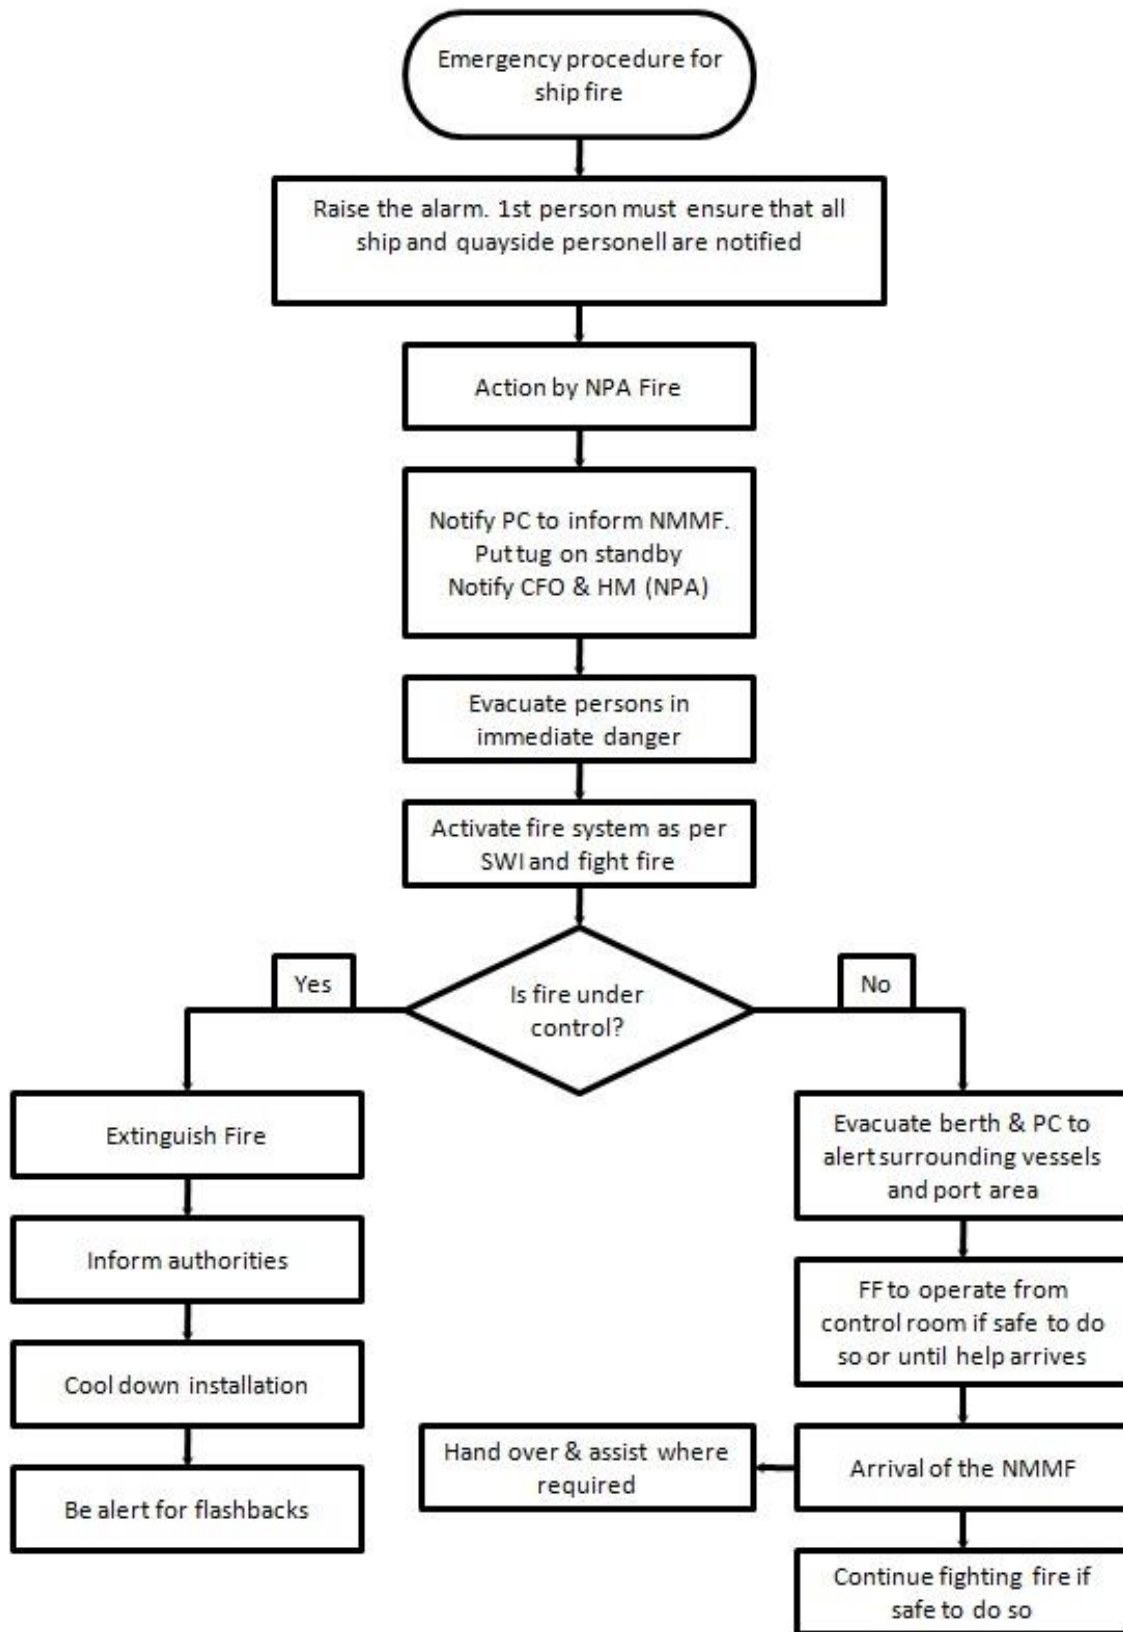 Emergency procedure for
ship fire
Raise the alarm. 1st person must ensure that all
ship and quayside personell are notified
Action by NPA Fire
Notify PC to inform NMMF.
Put tug on standby
Notify CFO & HM (NPA)
Evacuate persons in
immediate danger
Activate fire system as per
SWI and fight fire
Is fire under
control?
Yes
No
Extinguish Fire
Inform authorities
Cool down installation
Be alert for flashbacks
Evacuate berth & PC to
alert surrounding vessels
and port area
FF to operate from
control room if safe to do
so or until help arrives
Arrival of the NMMF
Hand over & assist where
required
Continue fighting fire if
safe to do so